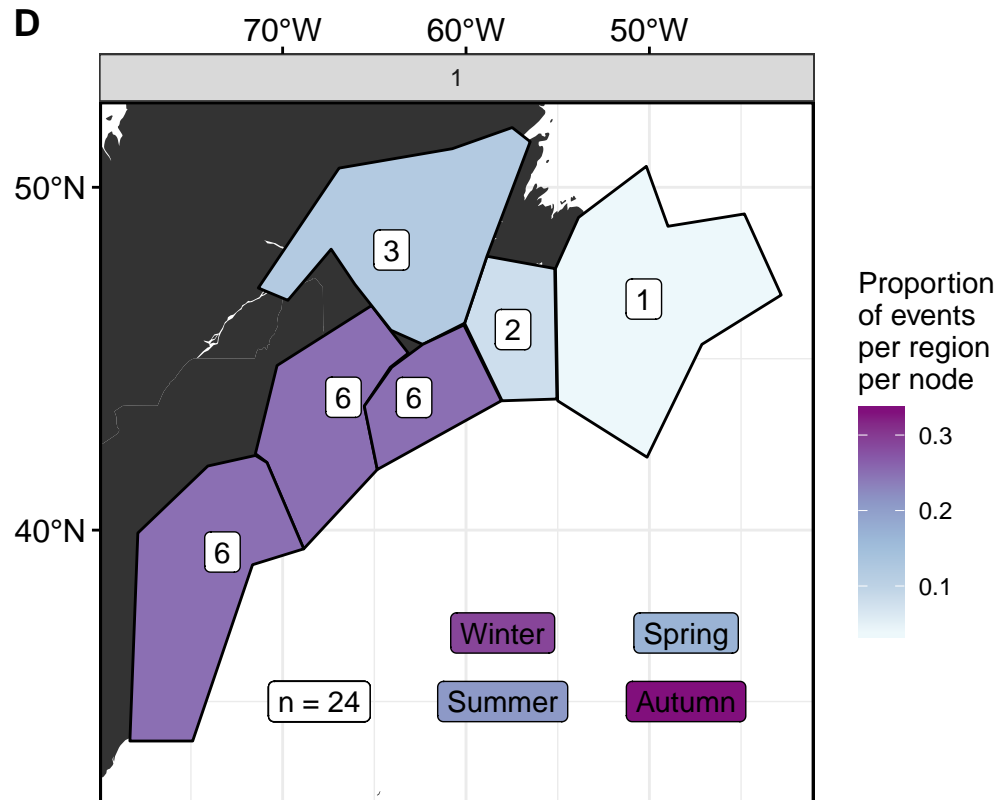 D
70°W 60°W 50°W
1
50°N
3
1
2
6 6
40°N
6
Winter Spring
n = 24 Summer Autumn
Proportion
of events
per region
per node
0.3
0.2
0.1